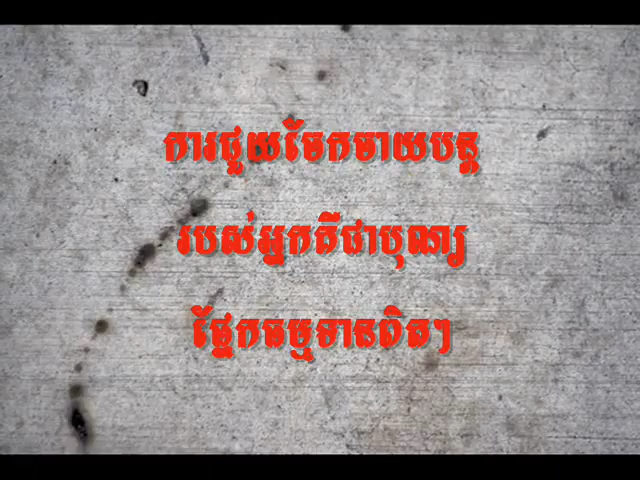 ការជួយចែកចាយបន្ត
របស់អ្នកគឺជាបុណ្យ
ផ្នែកធម្មទានពិតៗ